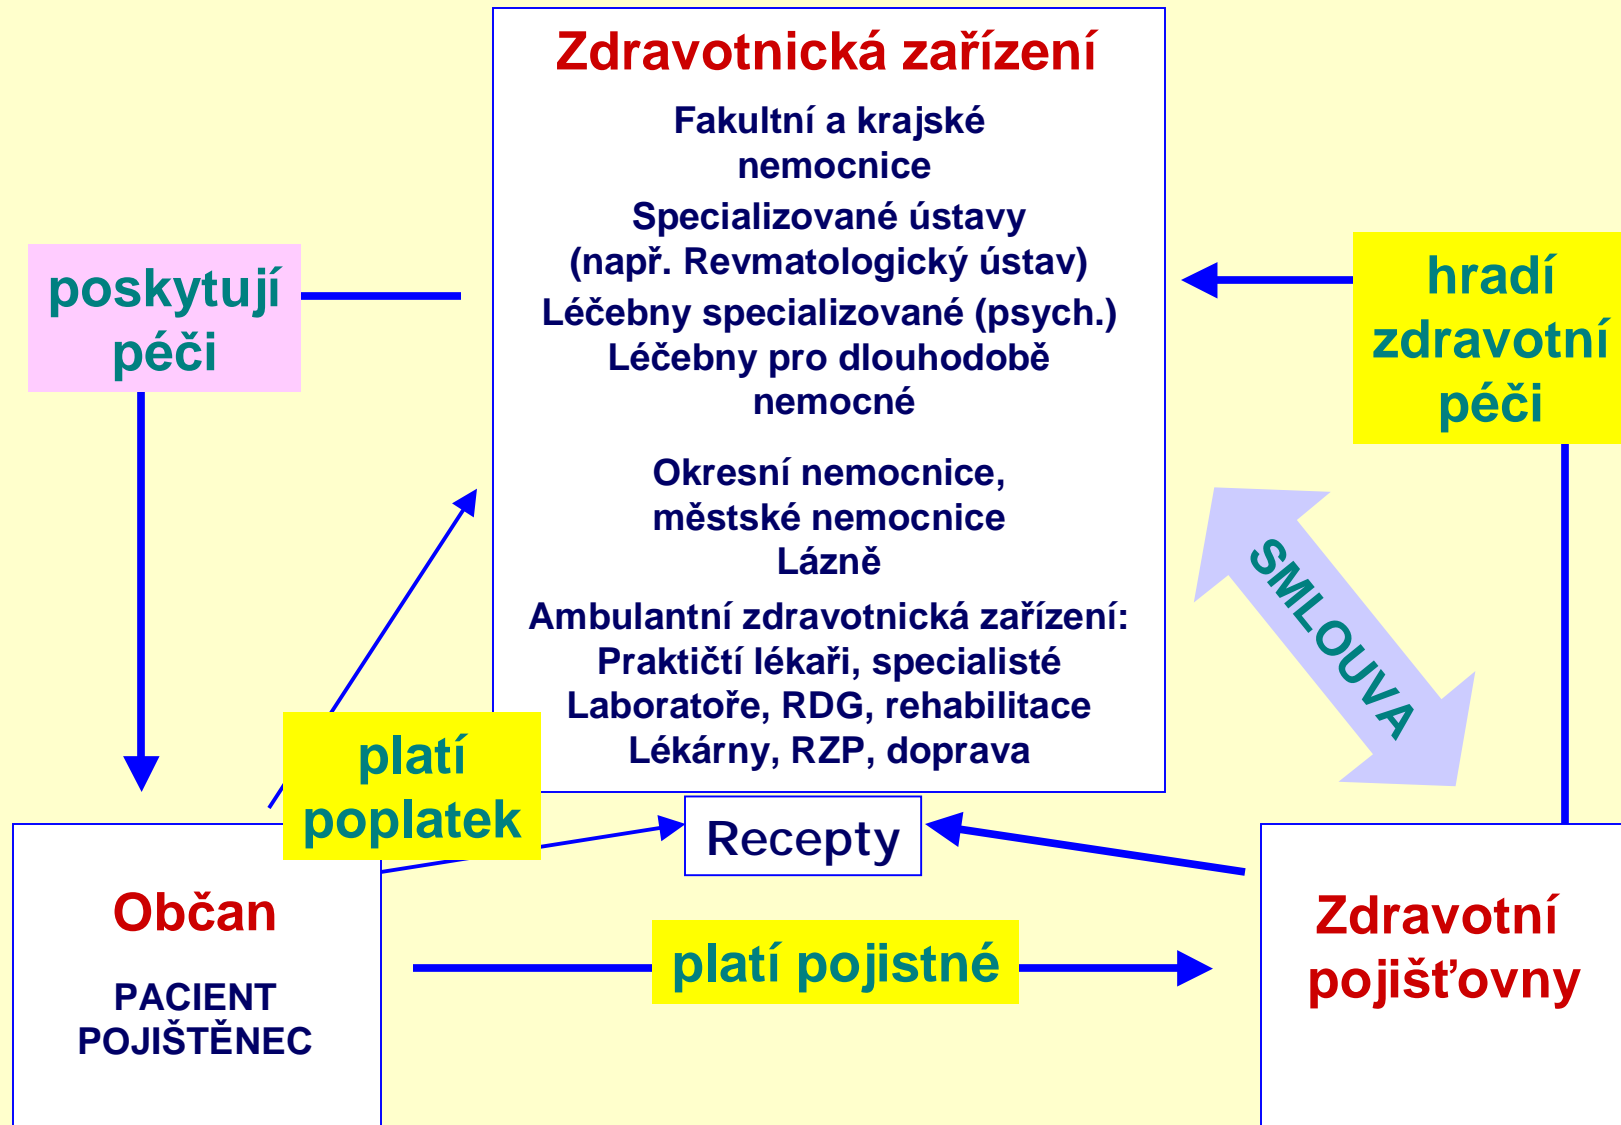 Zdravotnická zařízení
Fakultní a krajské
nemocnice
Specializované ústavy
(např. Revmatologický ústav)
Léčebny specializované (psych.)
Léčebny pro dlouhodobě
nemocné
Okresní nemocnice,
městské nemocnice
Lázně
Ambulantní zdravotnická zařízení:
Praktičtí lékaři, specialisté
Laboratoře, RDG, rehabilitace
Lékárny, RZP, doprava
poskytují
péči
hradí
zdravotní
péči
SMLOUVA
platí
poplatek
Recepty
Občan
PACIENT
POJIŠTĚNEC
platí pojistné
Zdravotní
pojišťovny